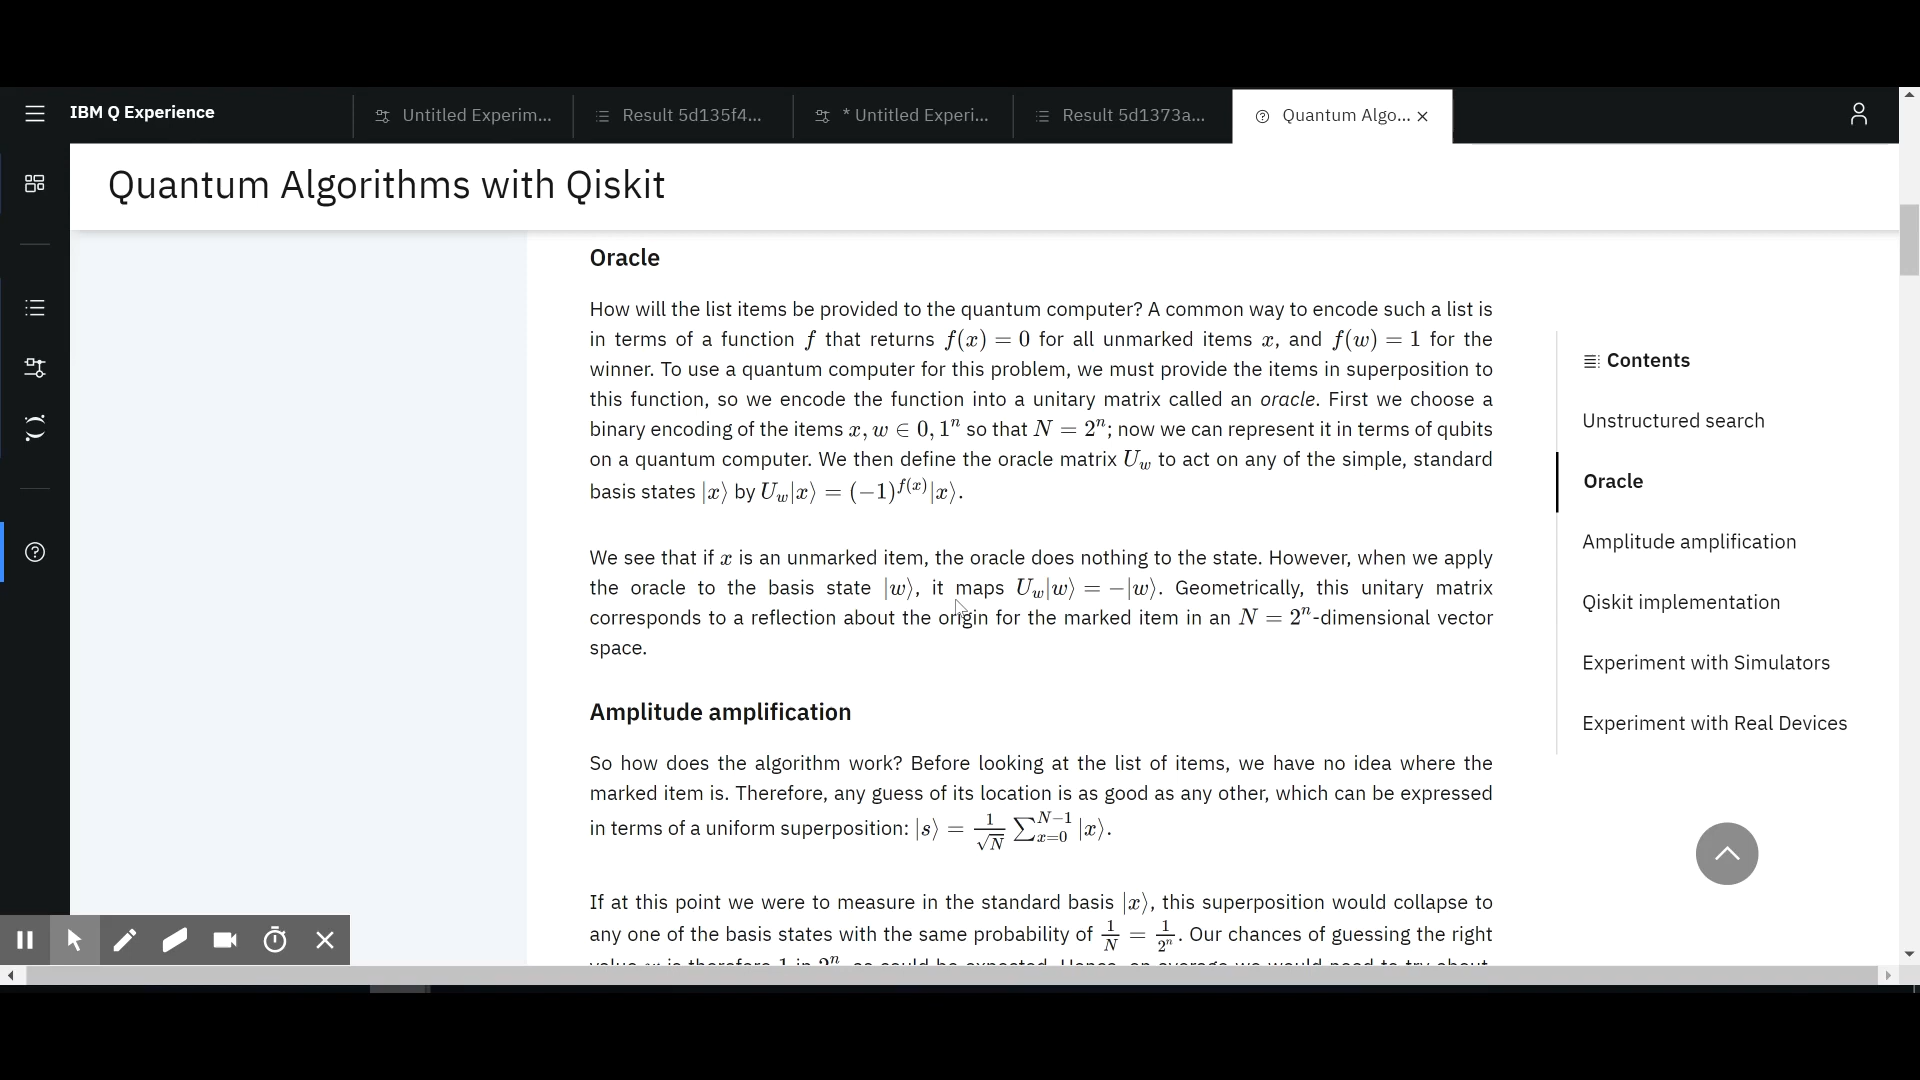 IBM Q Experience
Untitled Experim...
Result 5d135f4...
* Untitled Experi...
Result 5d1373a...
Quantum Algo...
Quantum Algorithms with Qiskit
Oracle
How will the list items be provided to the quantum computer? A common way to encode such a list is
in terms of a function f that returns f(x) = 0 for all unmarked items x, and f(w) = 1 for the
winner. To use a quantum computer for this problem, we must provide the items in superposition to
this function, so we encode the function into a unitary matrix called an oracle. First we choose a
binary encoding of the items x, w ∈ 0, 1ⁿ so that N = 2ⁿ; now we can represent it in terms of qubits
on a quantum computer. We then define the oracle matrix U_w to act on any of the simple, standard
basis states |x⟩ by U_w|x⟩ = (−1)^f(x)|x⟩.
We see that if x is an unmarked item, the oracle does nothing to the state. However, when we apply
the oracle to the basis state |w⟩, it maps U_w|w⟩ = −|w⟩. Geometrically, this unitary matrix
corresponds to a reflection about the origin for the marked item in an N = 2ⁿ-dimensional vector
space.
Amplitude amplification
So how does the algorithm work? Before looking at the list of items, we have no idea where the
marked item is. Therefore, any guess of its location is as good as any other, which can be expressed
in terms of a uniform superposition: |s⟩ = 1/√N ∑_{x=0}^{N−1} |x⟩.
If at this point we were to measure in the standard basis |x⟩, this superposition would collapse to
any one of the basis states with the same probability of 1/N = 1/2ⁿ. Our chances of guessing the right
Contents
Unstructured search
Oracle
Amplitude amplification
Qiskit implementation
Experiment with Simulators
Experiment with Real Devices